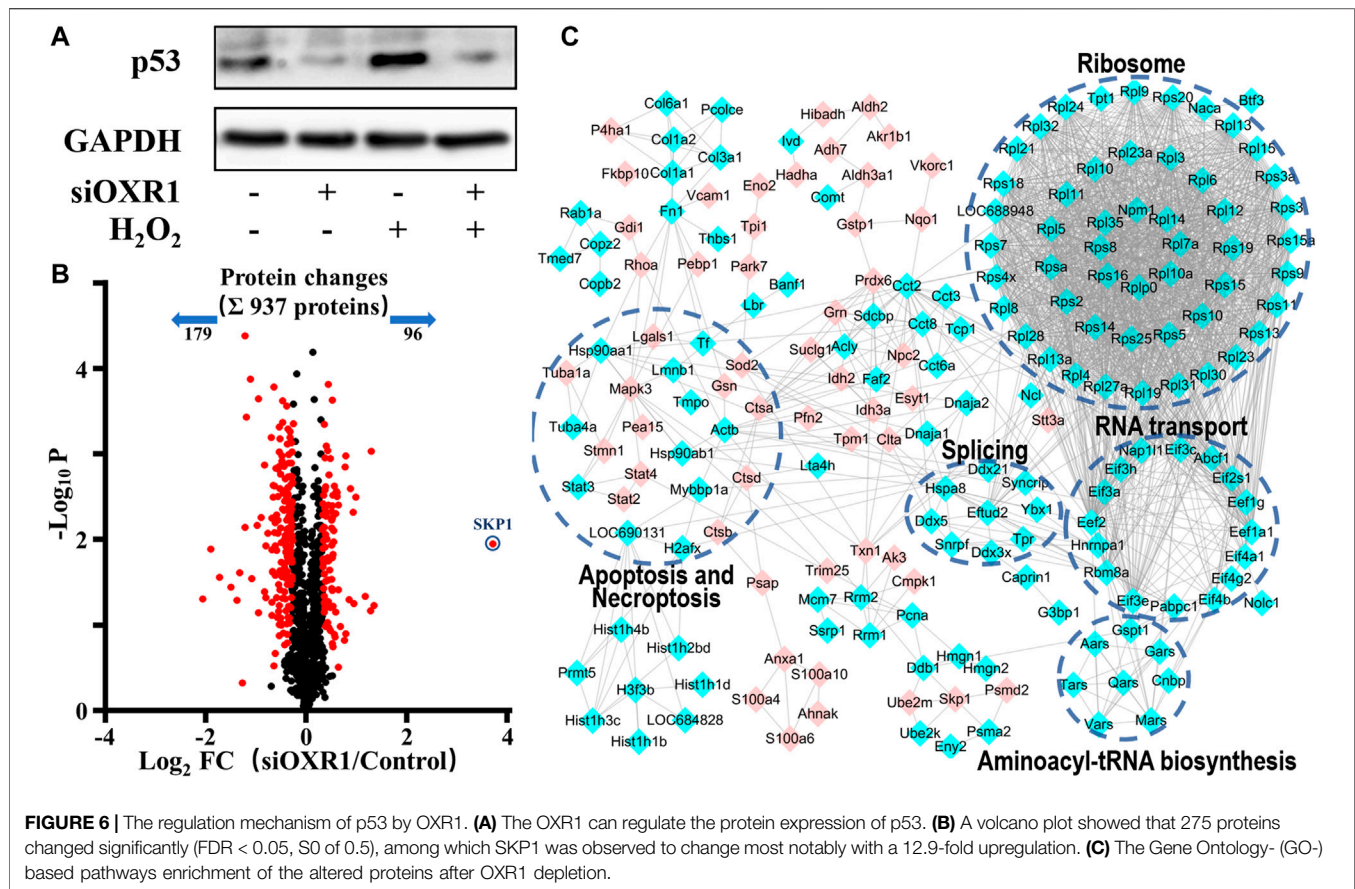 A
p53
GAPDH
siOXR1 - + - +
H₂O₂ - - + +
B
Protein changes
(Σ 937 proteins)
179 96
-Log₁₀ P
4
2
0
SKP1
-4 -2 0 2 4
Log₂ FC (siOXR1/Control)
C
Ribosome
Rpl24 Tpt1 Rpl9 Rps20 Naca Btf3
Rpl32 Rpl13
Rpl21 Rpl23a Rpl3 Rpl15
Rps18 Rpl10 Rpl6 Rps3a
LOC688948 Rpl11 Npm1 Rpl12 Rps3
Rps7 Rpl5 Rpl35 Rpl14 Rps15a
Rps4x Rpsa Rps8 Rpl7a Rps19 Rps9
Rpl8 Rps2 Rps16 Rplp0 Rpl10a Rps15 Rps11
Rpl28 Rps14 Rps25 Rps5 Rps10 Rps13
Rpl13a Rpl4 Rpl27a Rpl19 Rpl31 Rpl30 Rpl23
Col6a1 Pcolce
P4ha1 Col1a2
Fkbp10 Col1a1 Col3a1
Vcam1 Eno2
Rab1a Gdi1 Fn1 Tpi1
Copz2 Thbs1
Tmed7 Rhoa Pebp1 Park7
Copb2 Lbr Banf1
Hibadh Aldh2
Ivd Adh7 Akr1b1
Hadha Aldh3a1 Vkorc1
Comt Gstp1 Nqo1
Prdx6 Cct2 Cct3
Grn Sdcbp Cct8 Tcp1
Suclg1 Acly Npc2 Cct6a
Idh2 Faf2 Esyt1
Pfn2 Idh3a Dnaja2 Ncl
Tpm1 Clta Dnaja1 Stt3a
Lta4h
Lgals1 Tf
Hsp90aa1 Sod2
Tuba1a Lmnb1 Gsn
Mapk3 Tmpo Ctsa
Tuba4a Pea15 Actb
Stmn1 Hsp90ab1
Stat3 Stat4 Ctsd
Stat2 Mybbp1a
LOC690131 Ctsb
H2afx
Apoptosis and
Necroptosis
Splicing
Ddx21
Hspa8 Syncrip
Ddx5 Eftud2 Ybx1
Snrpf Ddx3x Tpr
Caprin1
G3bp1
RNA transport
Nap1l1 Eif3c Abcf1
Eif3h Eif2s1
Eif3a Eef1g
Eef2 Eef1a1
Hnrnpa1 Eif4a1
Rbm8a Eif4g2
Eif3e Pabpc1 Eif4b Nolc1
Psap
Txn1 Ak3
Trim25 Cmpk1
Mcm7 Rrm2 Pcna
Ssrp1 Rrm1
Hist1h4b
Hist1h2bd
Prmt5 H3f3b Hist1h1d
Hist1h3c LOC684828
Hist1h1b
Anxa1 S100a10
S100a4 Ahnak
S100a6
Ddb1 Hmgn1
Hmgn2
Ube2m Skp1 Psmd2
Ube2k Eny2 Psma2
Gspt1
Aars Gars
Tars Qars Cnbp
Vars Mars
Aminoacyl-tRNA biosynthesis
FIGURE 6 | The regulation mechanism of p53 by OXR1. (A) The OXR1 can regulate the protein expression of p53. (B) A volcano plot showed that 275 proteins
changed significantly (FDR < 0.05, S0 of 0.5), among which SKP1 was observed to change most notably with a 12.9-fold upregulation. (C) The Gene Ontology- (GO-)
based pathways enrichment of the altered proteins after OXR1 depletion.